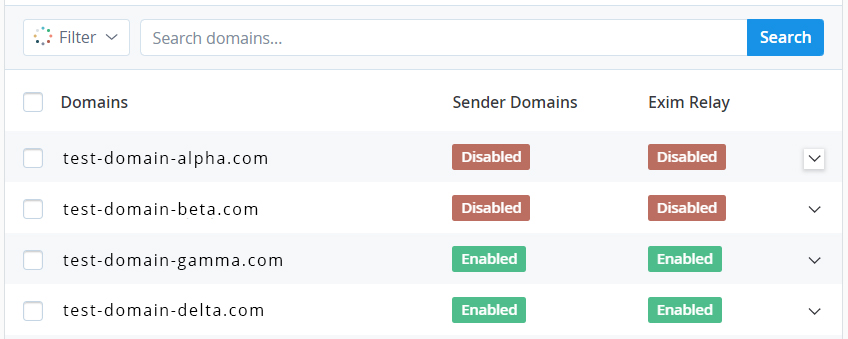 Filter Search domains... Search
Domains Sender Domains Exim Relay
test-domain-alpha.com Disabled Disabled
test-domain-beta.com Disabled Disabled
test-domain-gamma.com Enabled Enabled
test-domain-delta.com Enabled Enabled